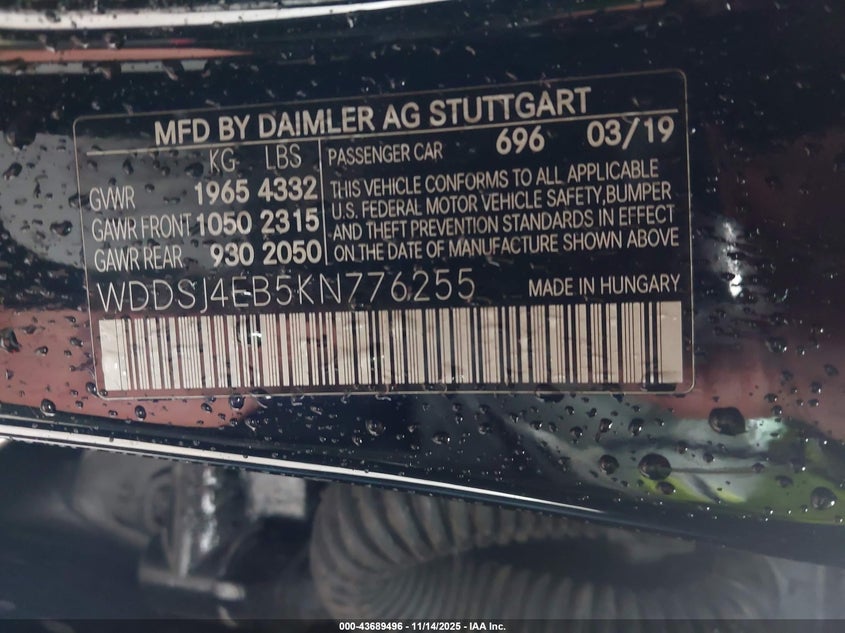 MFD BY DAIMLER AG STUTTGART
KG LBS
GVWR 1965 4332
GAWR FRONT 1050 2315
GAWR REAR 930 2050
PASSENGER CAR 696 03/19
THIS VEHICLE CONFORMS TO ALL APPLICABLE
U.S. FEDERAL MOTOR VEHICLE SAFETY, BUMPER
AND THEFT PREVENTION STANDARDS IN EFFECT
ON THE DATE OF MANUFACTURE SHOWN ABOVE
WDDSJ4EB5KN776255 MADE IN HUNGARY
000-43689496 - 11/14/2025 - IAA Inc.